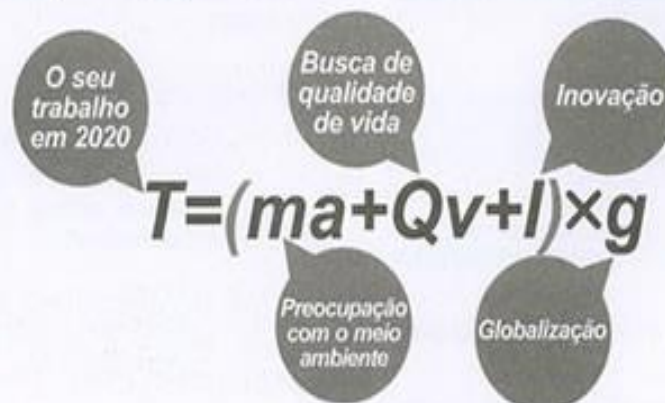 O seu
trabalho
em 2020
Busca de
qualidade
de vida
Inovação
T=(ma+Qv+I)×g
Preocupação
com o meio
ambiente
Globalização